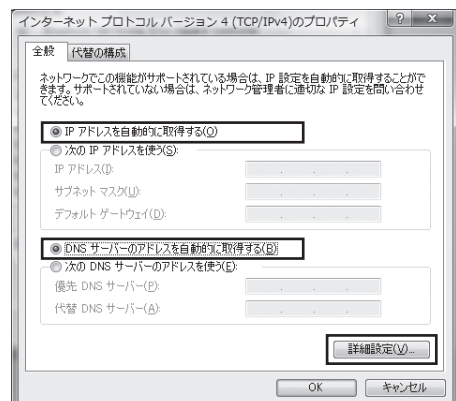 インターネット プロトコル バージョン 4 (TCP/IPv4)のプロパティ
全般
代替の構成
ネットワークでこの機能がサポートされている場合は、IP 設定を自動的に取得することがで
きます。サポートされていない場合は、ネットワーク管理者に適切な IP 設定を問い合わせ
てください。
IP アドレスを自動的に取得する(O)
次の IP アドレスを使う(S):
IP アドレス(I):
サブネット マスク(U):
デフォルト ゲートウェイ(D):
DNS サーバーのアドレスを自動的に取得する(B)
次の DNS サーバーのアドレスを使う(E):
優先 DNS サーバー(P):
代替 DNS サーバー(A):
詳細設定(V)...
OK
キャンセル